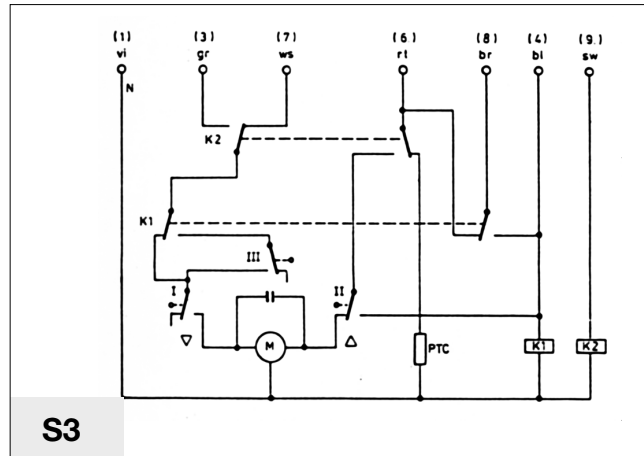 (1) (3) (7) (6) (8) (4) (9)
vi gr ws rt br bl sw
N
K2
K1
III
I II
M
PTC K1 K2
S3